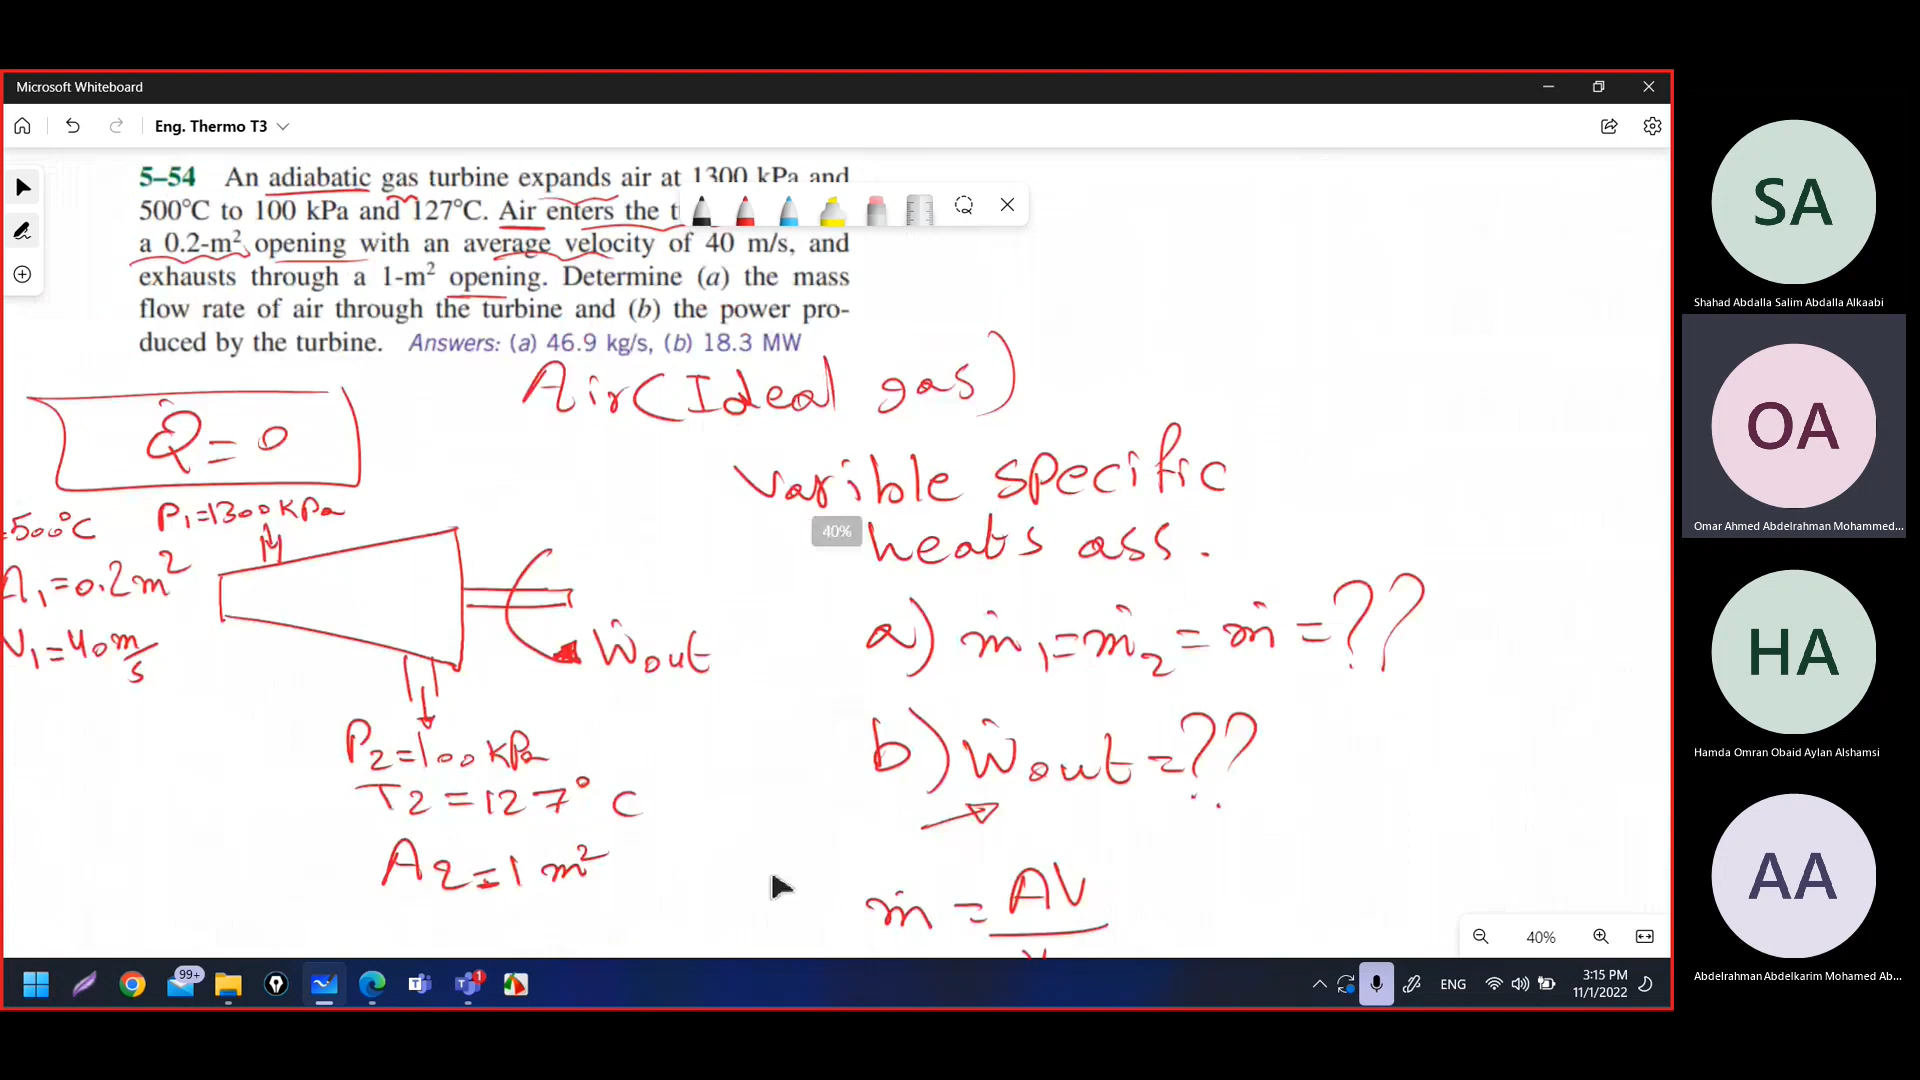 Microsoft Whiteboard
Eng. Thermo T3
5–54 An adiabatic gas turbine expands air at 1300 kPa and
500°C to 100 kPa and 127°C. Air enters the t
a 0.2-m² opening with an average velocity of 40 m/s, and
exhausts through a 1-m² opening. Determine (a) the mass
flow rate of air through the turbine and (b) the power pro-
duced by the turbine. Answers: (a) 46.9 kg/s, (b) 18.3 MW
Air (Ideal gas)
Q̇ = 0
Varible specific
heats ass.
40%
P₁=1300 kPa
=500°C
A₁=0.2m²
V₁=40 m/s
Ẇout
P₂=100 kPa
T₂=127°C
A₂=1 m²
a) ṁ₁=ṁ₂=ṁ=??
b) Ẇout=??
ṁ = AV
40%
99+
1
ENG
3:15 PM
11/1/2022
SA
Shahad Abdalla Salim Abdalla Alkaabi
OA
Omar Ahmed Abdelrahman Mohammed...
HA
Hamda Omran Obaid Aylan Alshamsi
AA
Abdelrahman Abdelkarim Mohamed Ab...